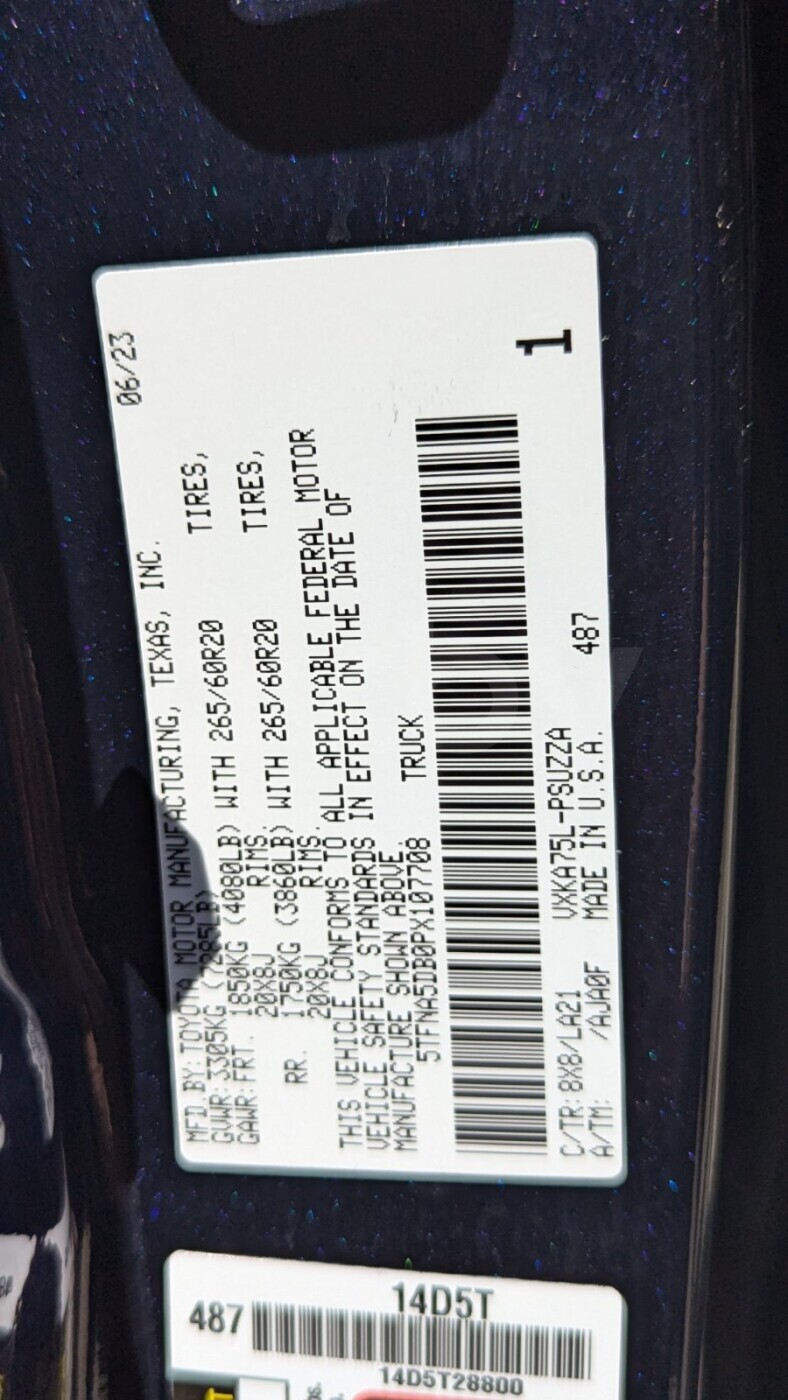 06/23
MFD.BY:TOYOTA MOTOR MANUFACTURING, TEXAS, INC.
GVWR:3305KG (7285LB)
GAWR:FRT. 1850KG (4080LB) WITH 265/60R20 TIRES,
20X8J RIMS.
RR. 1750KG (3860LB) WITH 265/60R20 TIRES,
20X8J RIMS.
THIS VEHICLE CONFORMS TO ALL APPLICABLE FEDERAL MOTOR
VEHICLE SAFETY STANDARDS IN EFFECT ON THE DATE OF
MANUFACTURE SHOWN ABOVE.
5TFNA5DB0PX107708 TRUCK
1
C/TR:8X8/LA21 VXKA75L-PSUZZA
A/TM: /AJA0F MADE IN U.S.A. 487
487
14D5T
14D5T28800